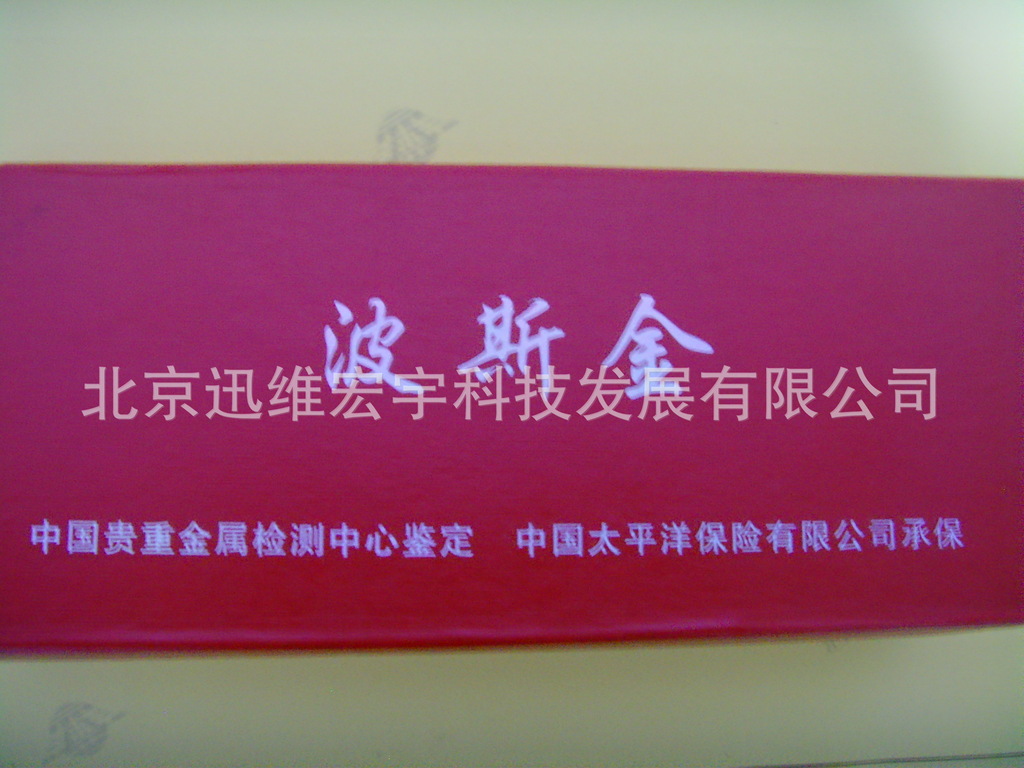 波斯金
北京迅维宏宇科技发展有限公司
中国贵重金属检测中心鉴定 中国太平洋保险有限公司承保